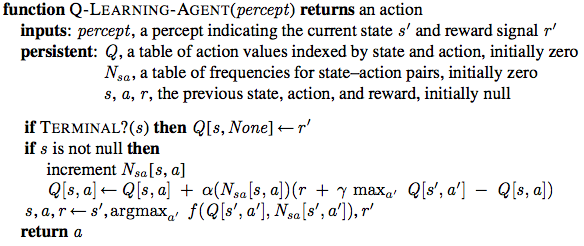 function Q-LEARNING-AGENT(percept) returns an action
inputs: percept, a percept indicating the current state s′ and reward signal r′
persistent: Q, a table of action values indexed by state and action, initially zero
Nsa, a table of frequencies for state–action pairs, initially zero
s, a, r, the previous state, action, and reward, initially null
if TERMINAL?(s) then Q[s, None] ← r′
if s is not null then
increment Nsa[s, a]
Q[s, a] ← Q[s, a] + α(Nsa[s, a])(r + γ maxa′ Q[s′, a′] − Q[s, a])
s, a, r ← s′, argmaxa′ f(Q[s′, a′], Nsa[s′, a′]), r′
return a